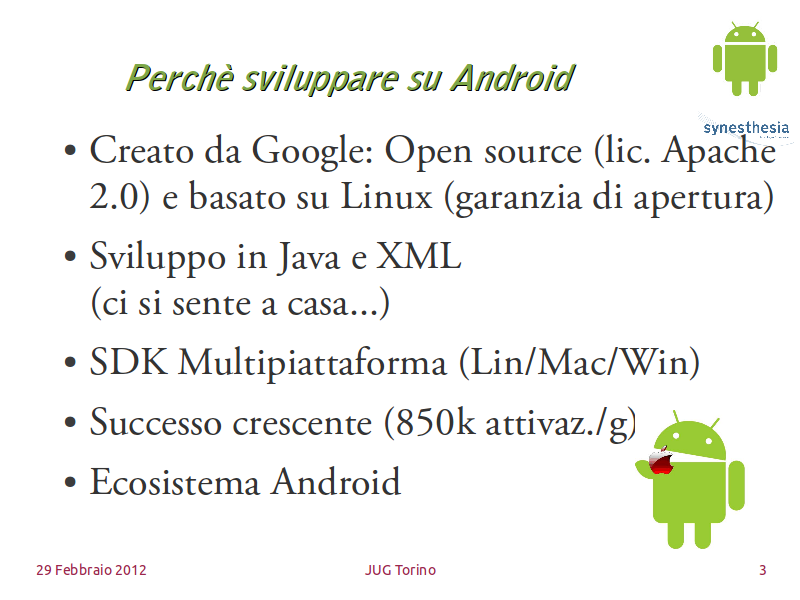 Perchè sviluppare su Android
synesthesia
• Creato da Google: Open source (lic. Apache
2.0) e basato su Linux (garanzia di apertura)
• Sviluppo in Java e XML
(ci si sente a casa...)
• SDK Multipiattaforma (Lin/Mac/Win)
• Successo crescente (850k attivaz./g)
• Ecosistema Android
29 Febbraio 2012
JUG Torino
3